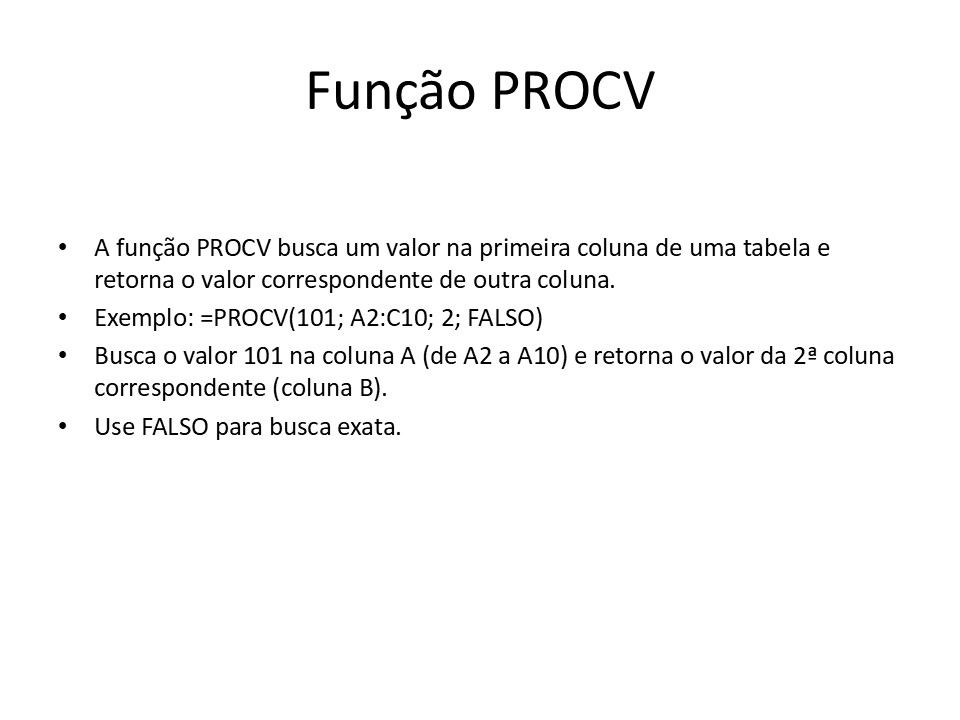 Função PROCV
• A função PROCV busca um valor na primeira coluna de uma tabela e
retorna o valor correspondente de outra coluna.
• Exemplo: =PROCV(101; A2:C10; 2; FALSO)
• Busca o valor 101 na coluna A (de A2 a A10) e retorna o valor da 2ª coluna
correspondente (coluna B).
• Use FALSO para busca exata.